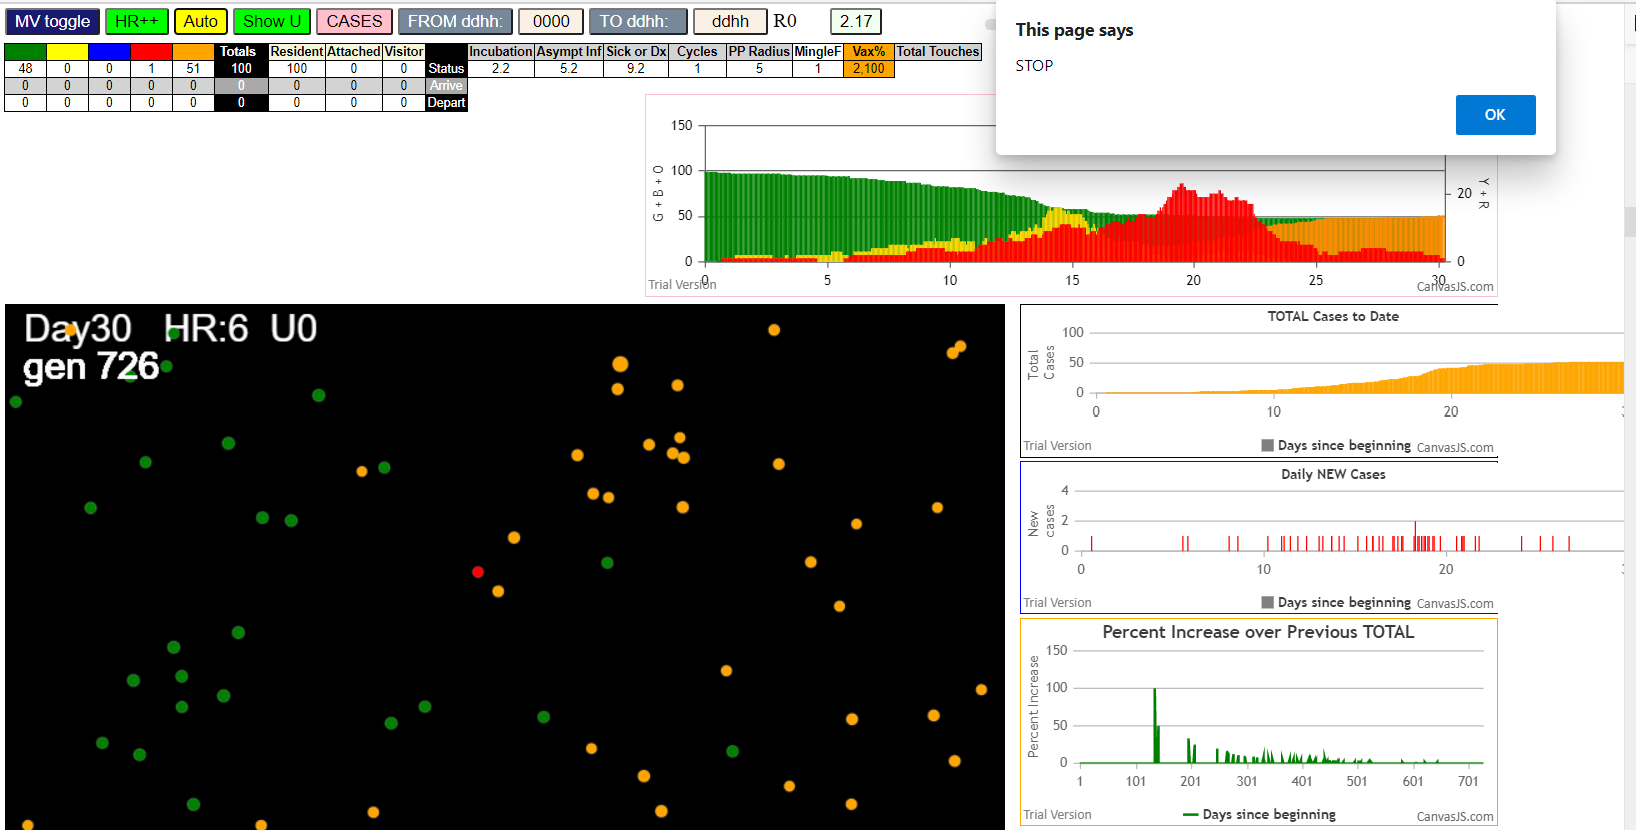 MV toggle HR++ Auto Show U CASES FROM ddhh: 0000 TO ddhh: ddhh R0 2.17
This page says
STOP
OK
Totals Resident Attached Visitor Incubation Asympt Inf Sick or Dx Cycles PP Radius MingleF Vax% Total Touches
48 0 0 1 51 100 100 0 0 Status 2.2 5.2 9.2 1 5 1 2,100
0 0 0 0 0 0 0 0 0 Arrive
0 0 0 0 0 0 0 0 0 Depart
150
100
50
0
G + B + O
20
0
Y + R
0 5 10 15 20 25 30
Trial Version CanvasJS.com
Day30 HR:6 U0
gen 726
TOTAL Cases to Date
100
50
0
Total
Cases
0 10 20
Days since beginning
Trial Version CanvasJS.com
Daily NEW Cases
4
2
0
New
cases
0 10 20
Days since beginning
Trial Version CanvasJS.com
Percent Increase over Previous TOTAL
150
100
50
0
Percent Increase
1 101 201 301 401 501 601 701
Days since beginning
Trial Version CanvasJS.com